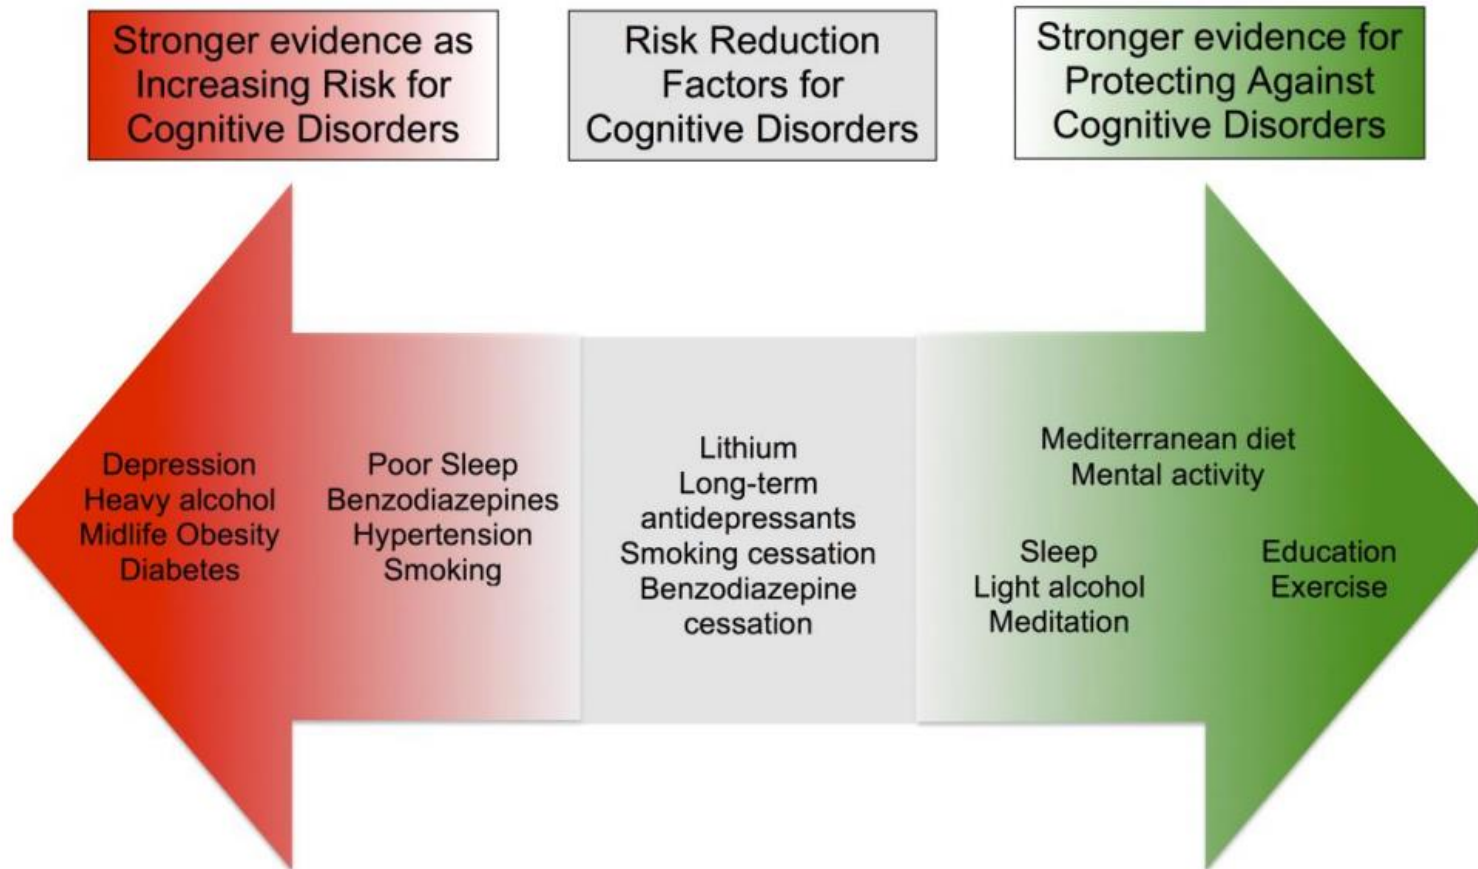 Stronger evidence as
Increasing Risk for
Cognitive Disorders
Risk Reduction
Factors for
Cognitive Disorders
Stronger evidence for
Protecting Against
Cognitive Disorders
Depression
Heavy alcohol
Midlife Obesity
Diabetes
Poor Sleep
Benzodiazepines
Hypertension
Smoking
Lithium
Long-term
antidepressants
Smoking cessation
Benzodiazepine
cessation
Mediterranean diet
Mental activity
Sleep
Light alcohol
Meditation
Education
Exercise